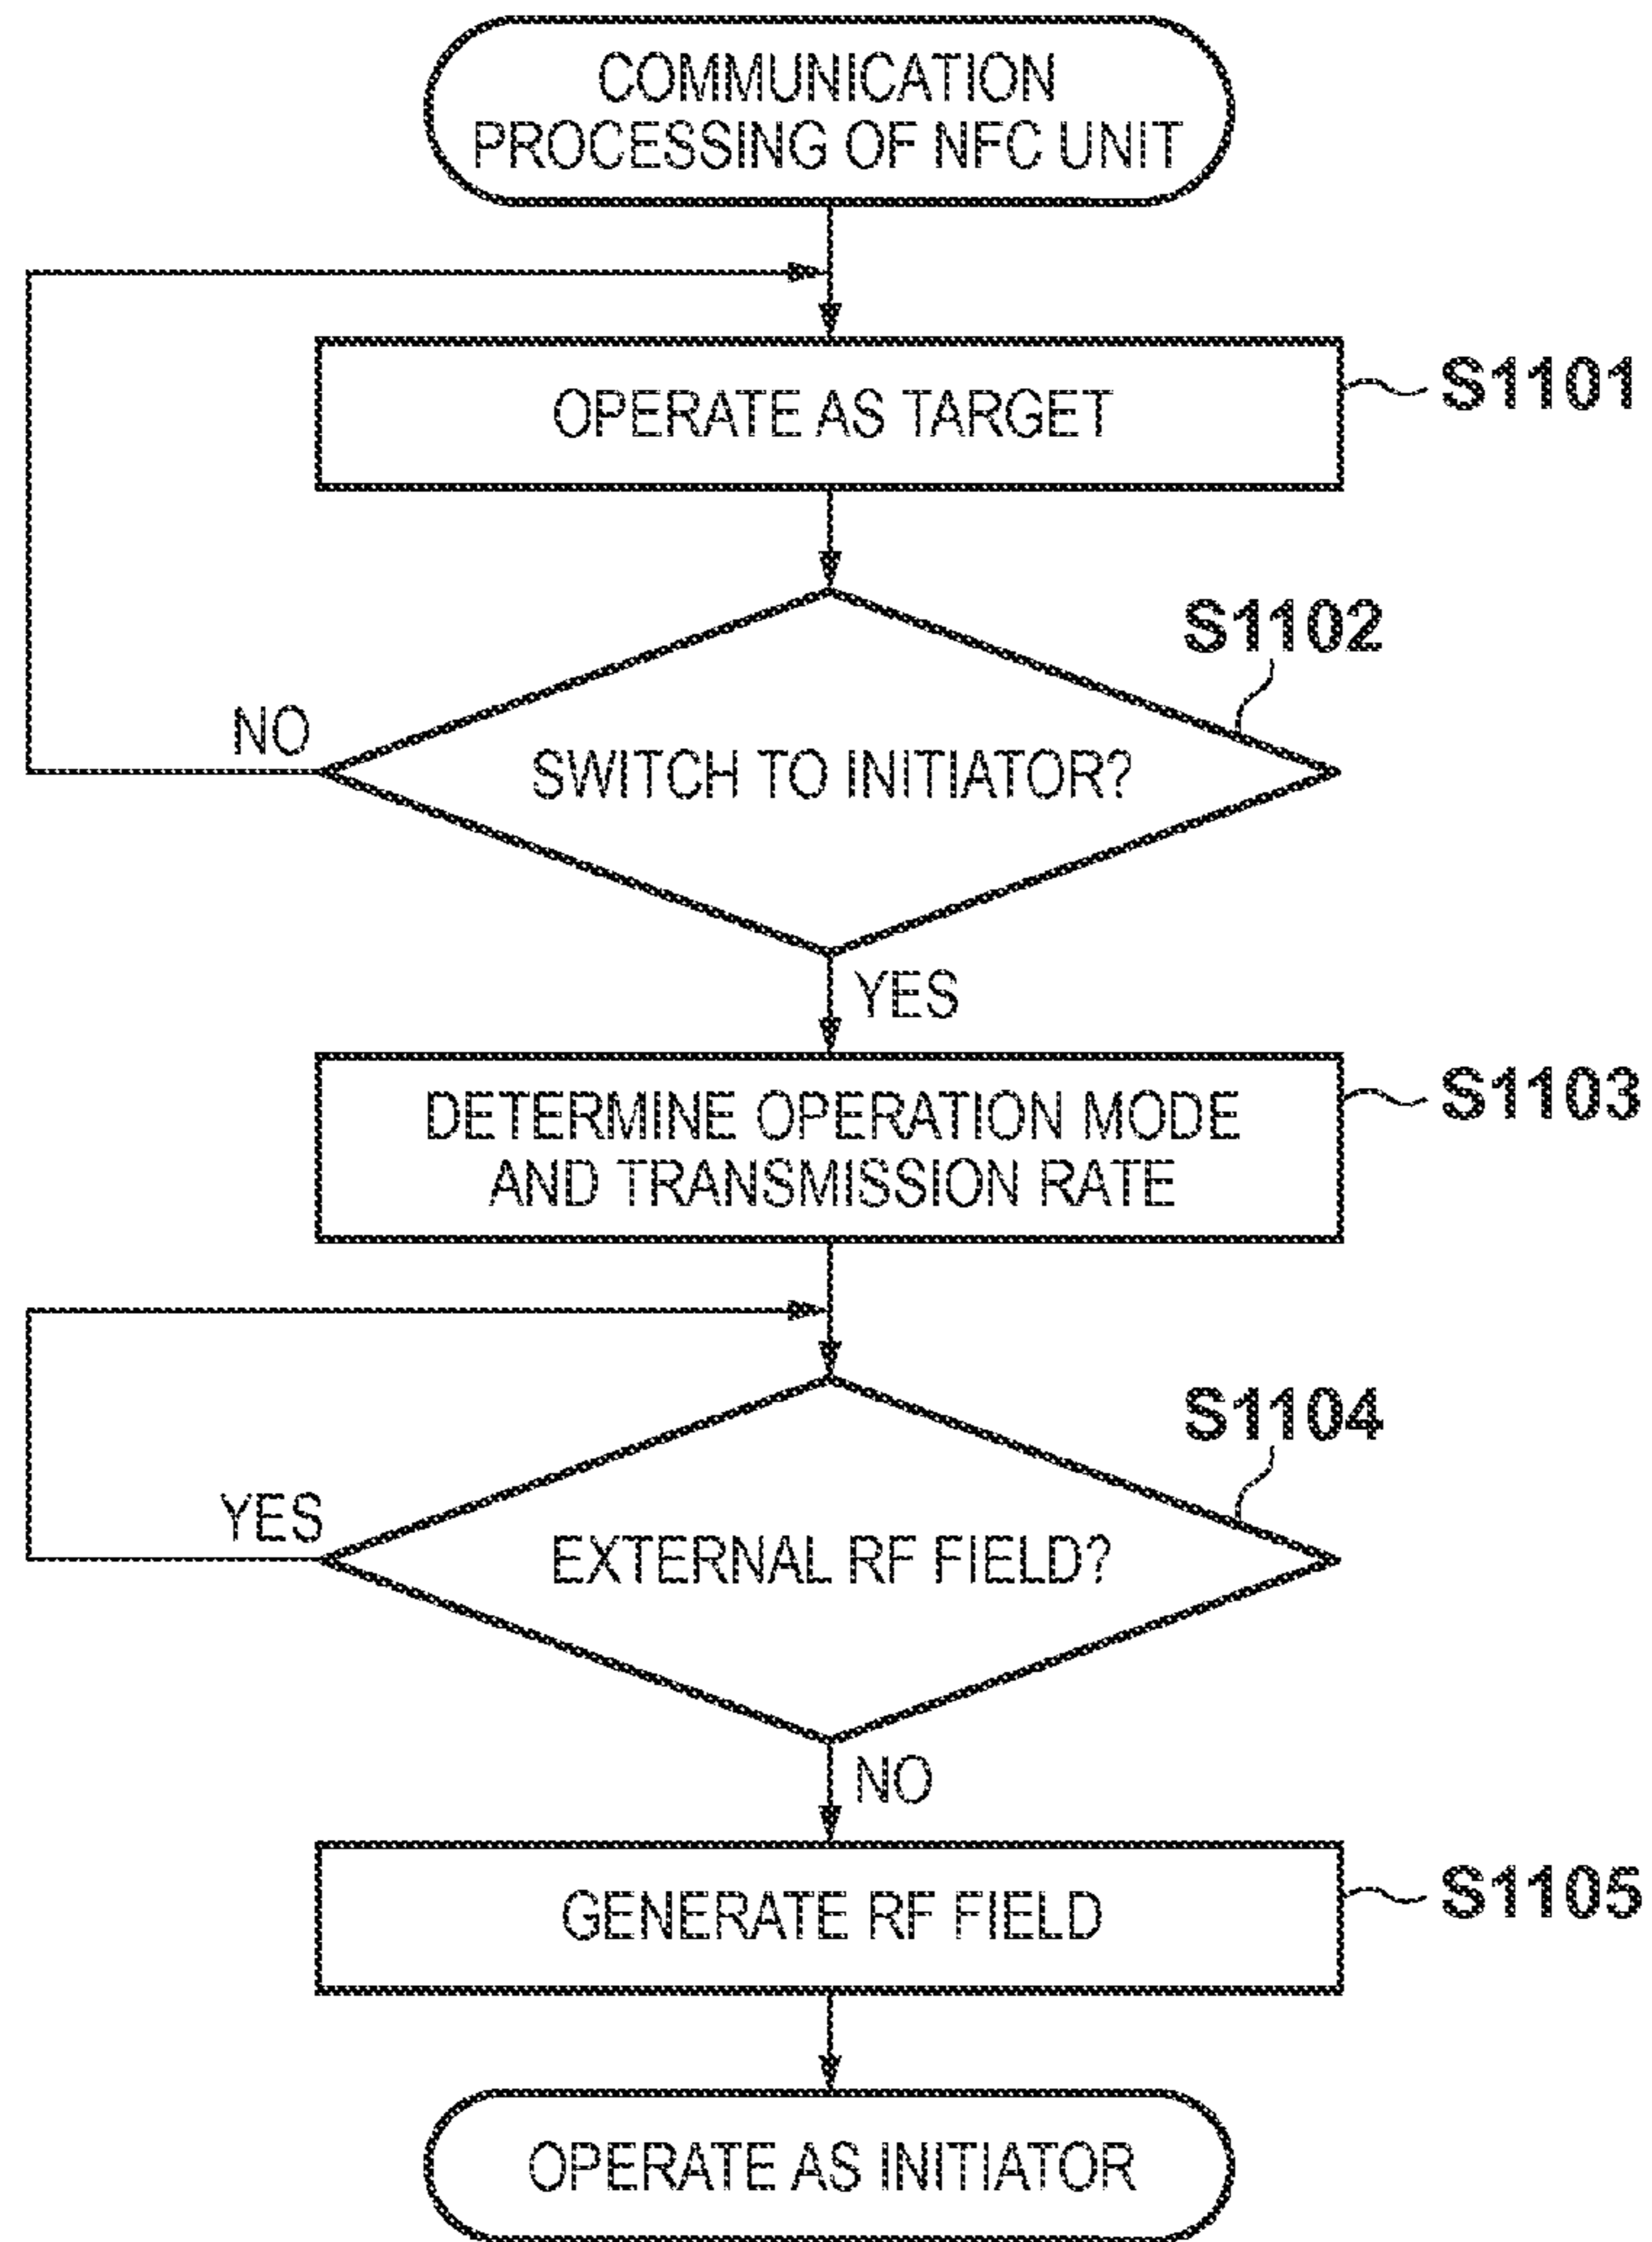 COMMUNICATION
PROCESSING OF NFC UNIT
OPERATE AS TARGET
S1101
S1102
NO
SWITCH TO INITIATOR?
YES
DETERMINE OPERATION MODE
AND TRANSMISSION RATE
S1103
S1104
YES
EXTERNAL RF FIELD?
NO
GENERATE RF FIELD
S1105
OPERATE AS INITIATOR